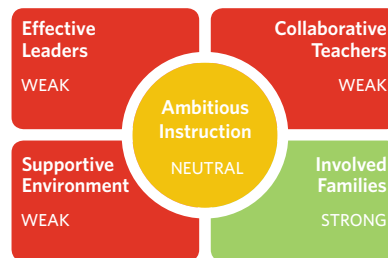 Effective
Leaders
WEAK
Collaborative
Teachers
WEAK
Ambitious
Instruction
NEUTRAL
Supportive
Environment
WEAK
Involved
Families
STRONG